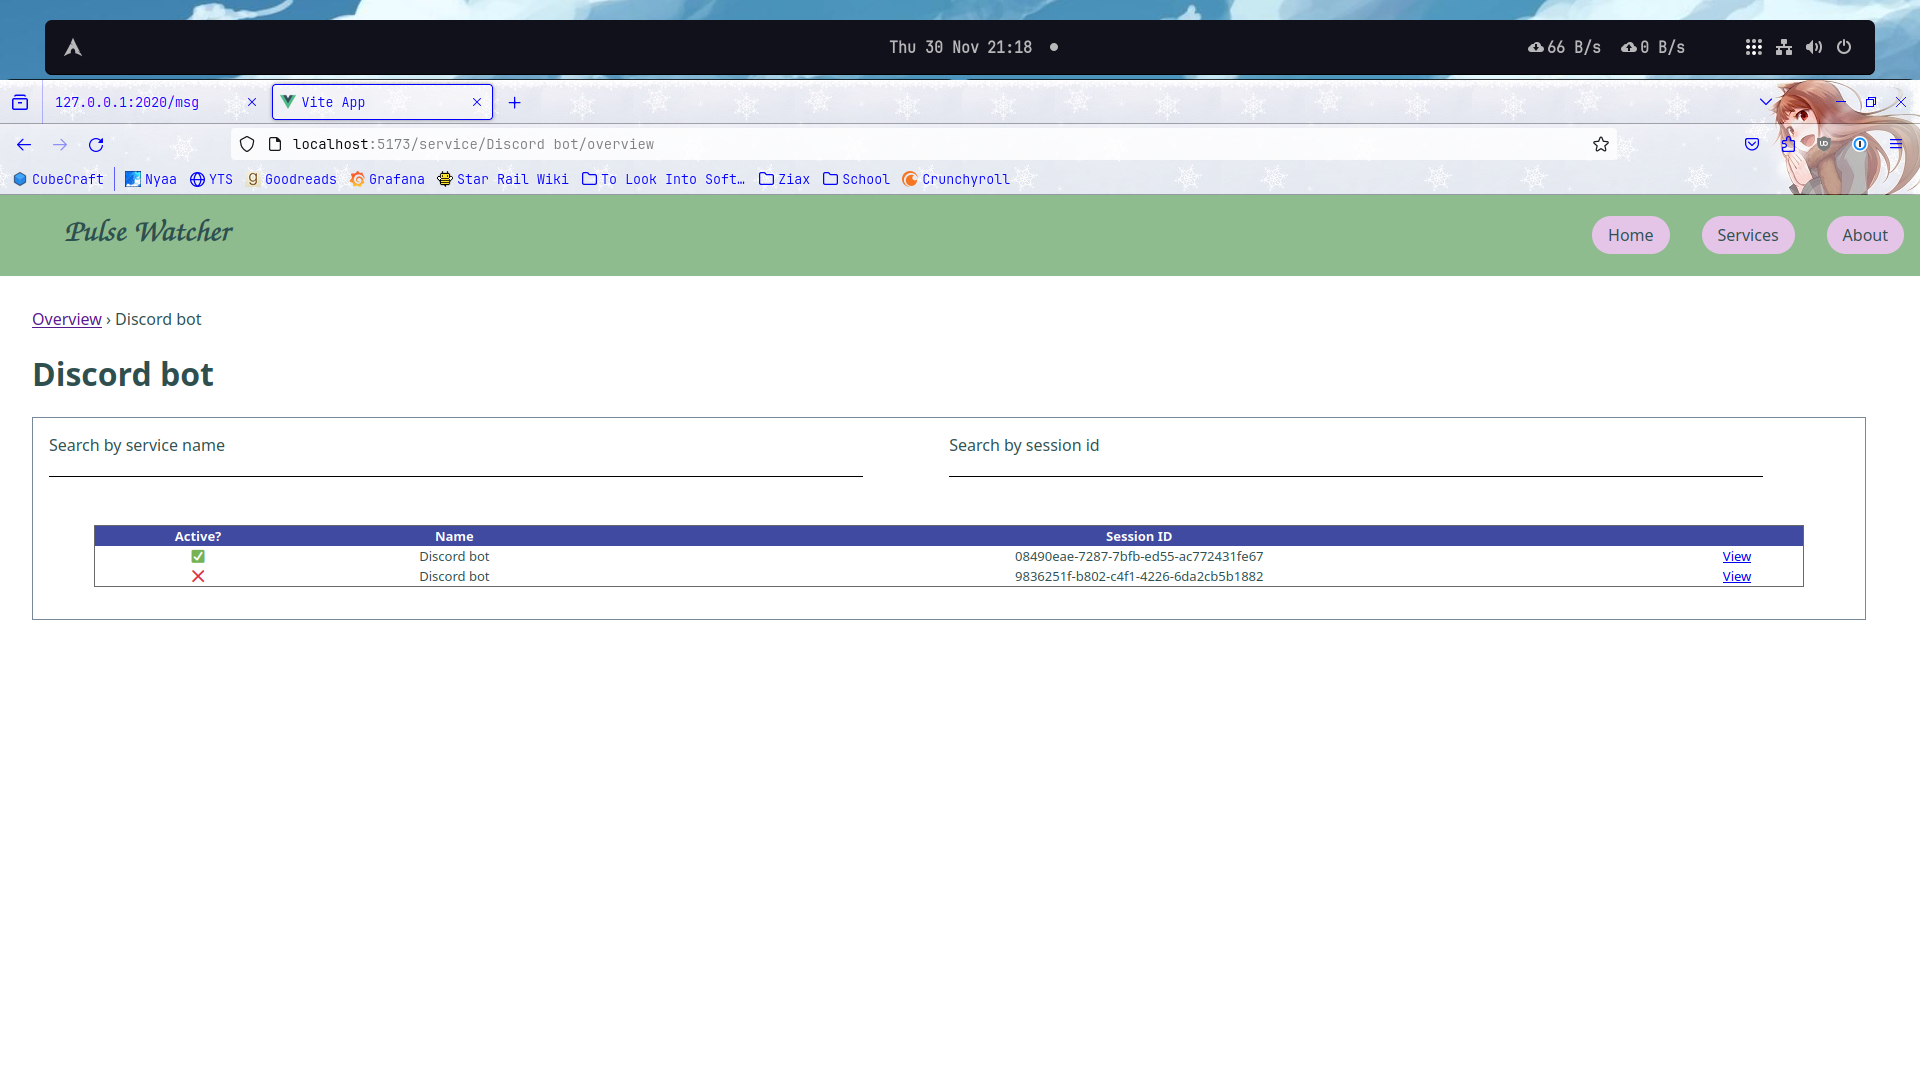 Thu 30 Nov 21:18
66 B/s 0 B/s
127.0.0.1:2020/msg
Vite App
localhost:5173/service/Discord bot/overview
CubeCraft Nyaa YTS Goodreads Grafana Star Rail Wiki To Look Into Soft… Ziax School Crunchyroll
Pulse Watcher
Home Services About
Overview › Discord bot
Discord bot
Search by service name
Search by session id
Active? Name Session ID
✅ Discord bot 08490eae-7287-7bfb-ed55-ac772431fe67 View
❌ Discord bot 9836251f-b802-c4f1-4226-6da2cb5b1882 View